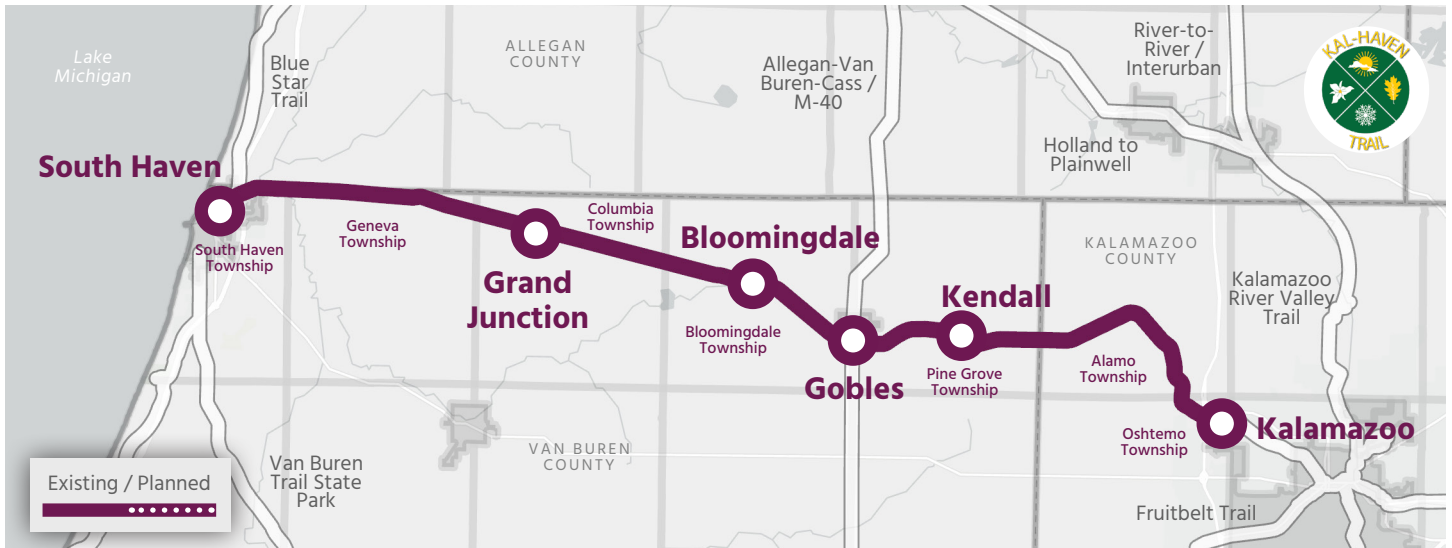 Lake
Michigan
Blue
Star
Trail
ALLEGAN
COUNTY
Allegan-Van
Buren-Cass /
M-40
River-to-
River /
Interurban
KAL-HAVEN
TRAIL
Holland to
Plainwell
South Haven
South Haven
Township
Geneva
Township
Grand
Junction
Columbia
Township
Bloomingdale
Bloomingdale
Township
Gobles
Kendall
Pine Grove
Township
KALAMAZOO
COUNTY
Kalamazoo
River Valley
Trail
Alamo
Township
Oshtemo
Township
Kalamazoo
Fruitbelt Trail
VAN BUREN
COUNTY
Van Buren
Trail State
Park
Existing / Planned